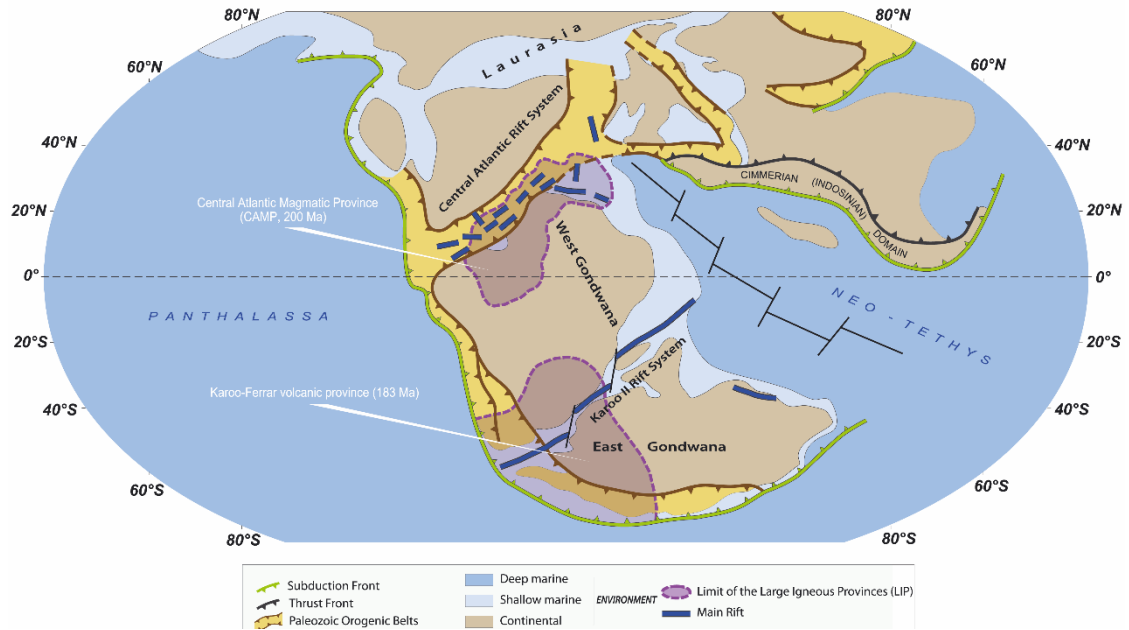 80°N
80°N
60°N
60°N
Laurasia
40°N
40°N
Central Atlantic Rift System
CIMMERIAN (INDOSINIAN) DOMAIN
Central Atlantic Magmatic Province
(CAMP, 200 Ma)
20°N
20°N
West Gondwana
0°
0°
PANTHALASSA
NEO - TETHYS
20°S
20°S
Karoo II Rift System
Karoo-Ferrar volcanic province (183 Ma)
40°S
40°S
East Gondwana
60°S
60°S
80°S
80°S
Subduction Front
Thrust Front
Paleozoic Orogenic Belts
Deep marine
Shallow marine
Continental
ENVIRONMENT
Limit of the Large Igneous Provinces (LIP)
Main Rift